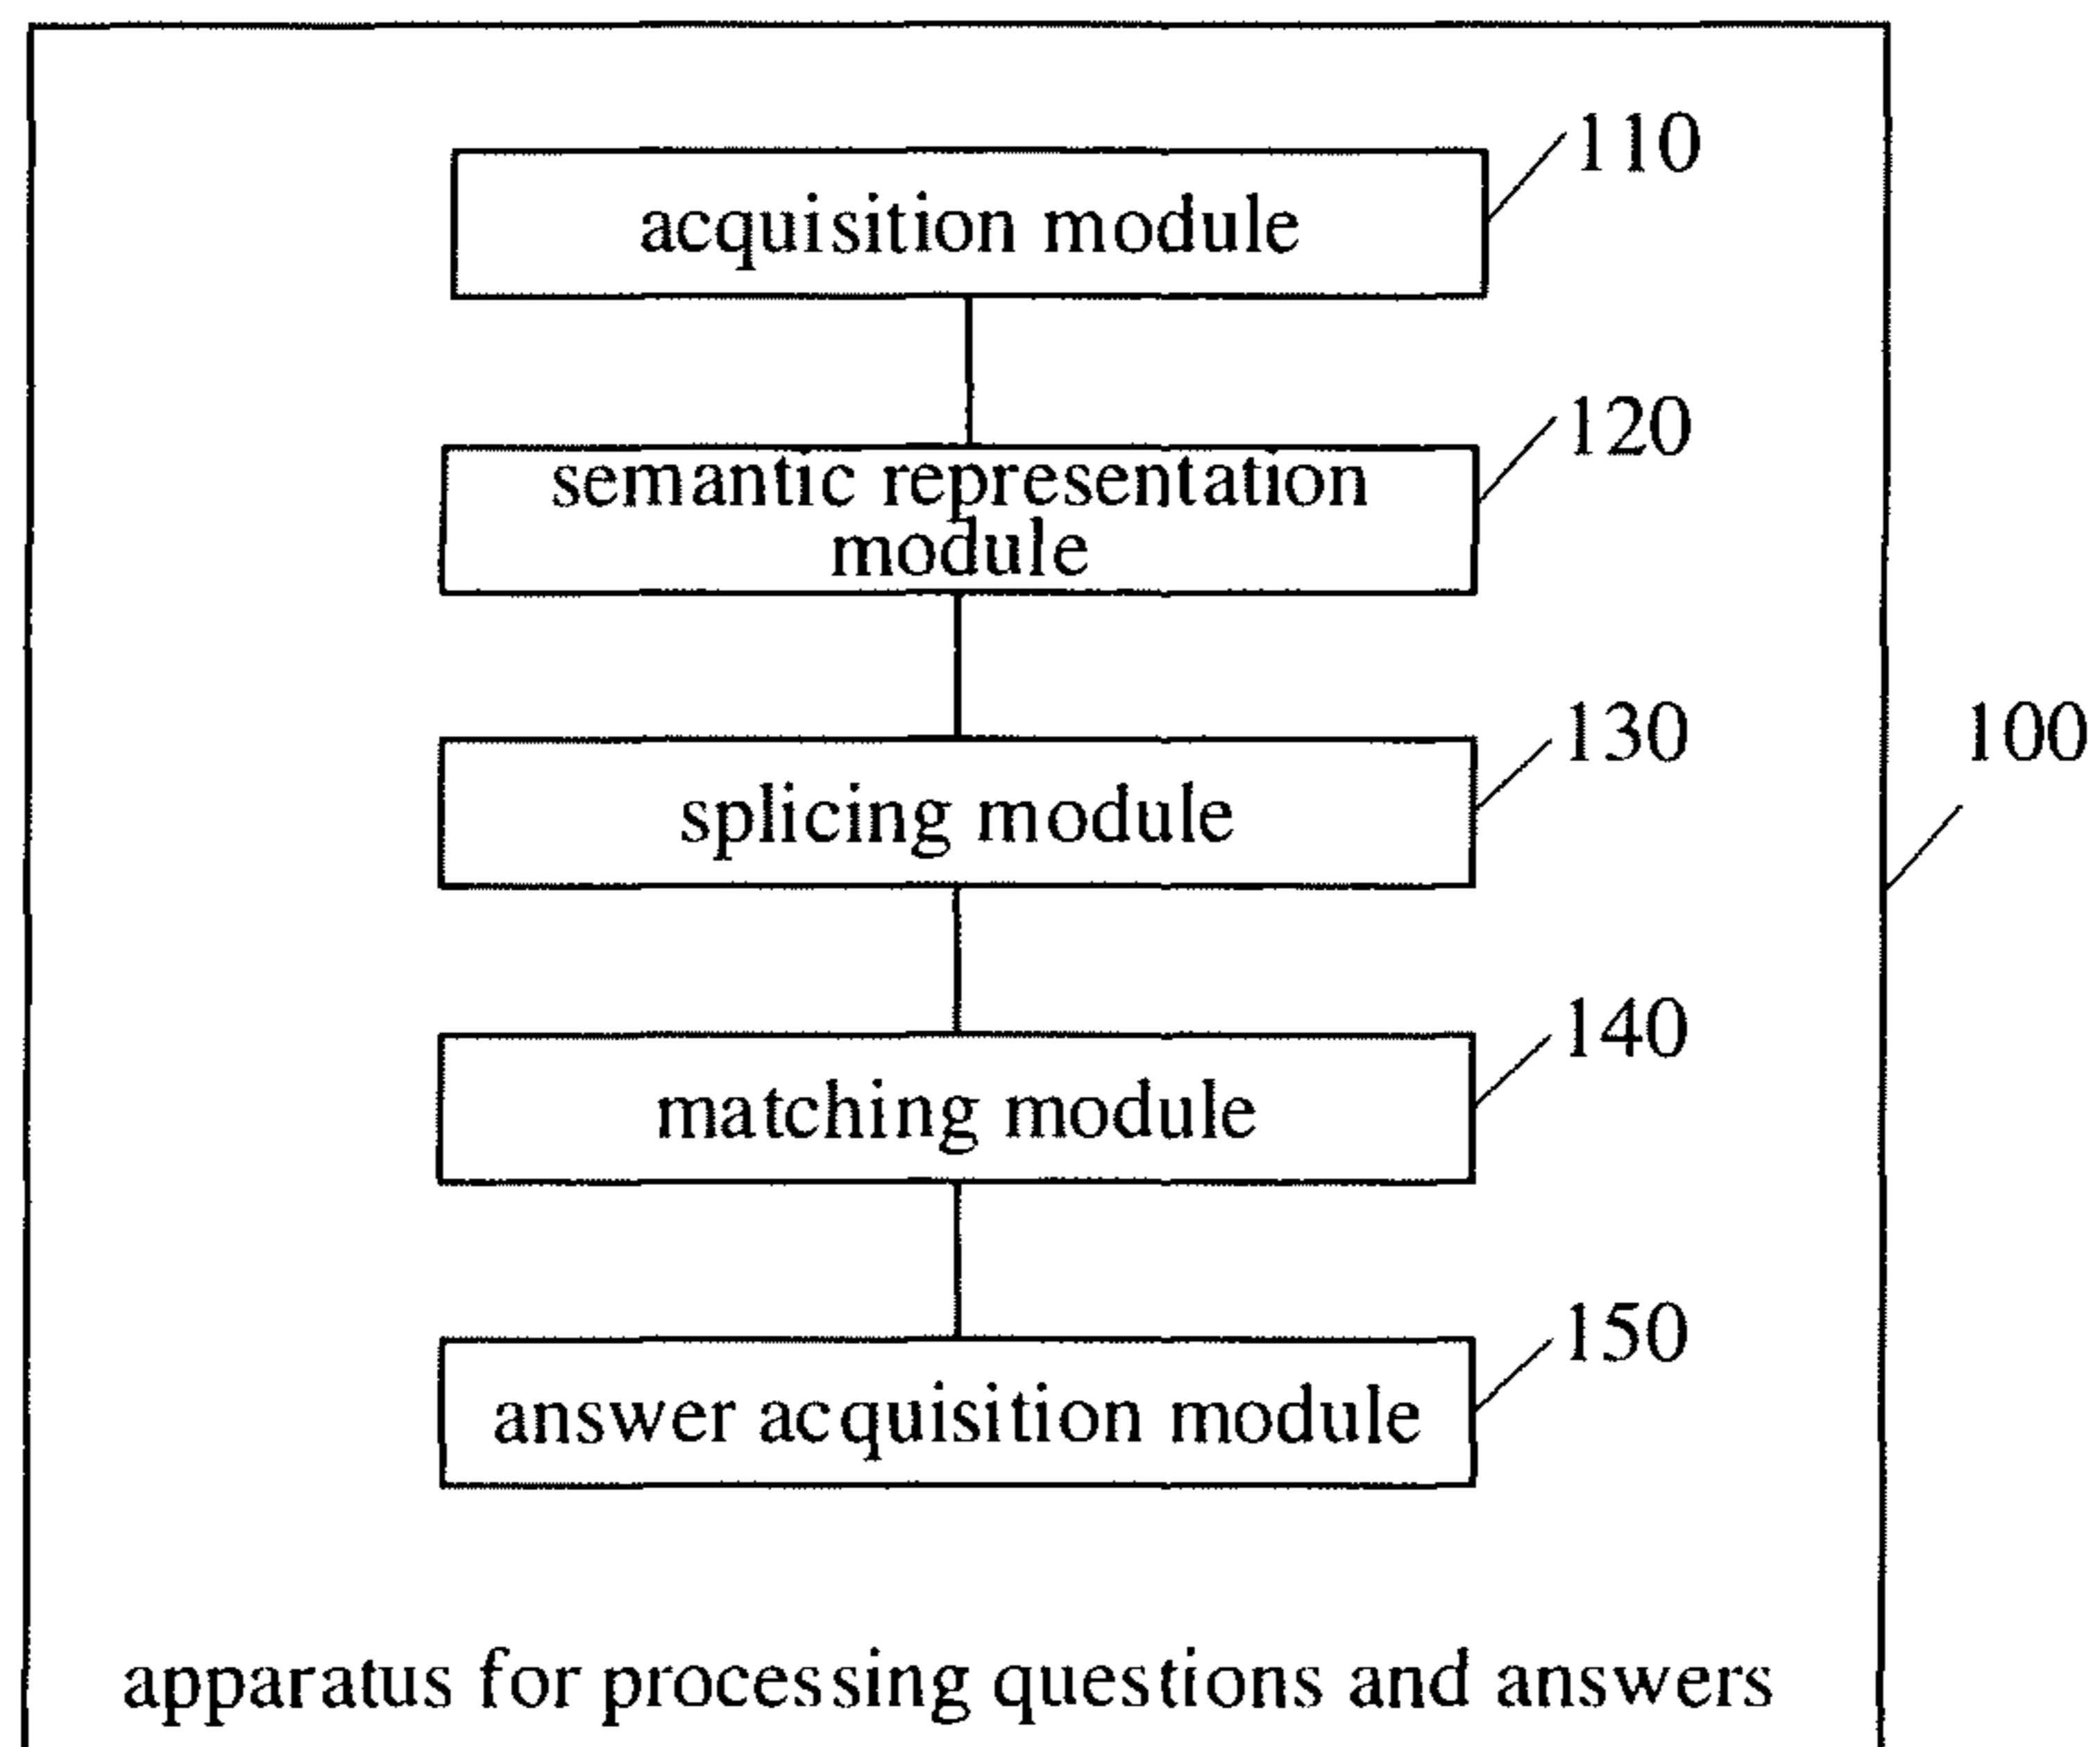 110
acquisition module
120
semantic representation
module
130
100
splicing module
140
matching module
150
answer acquisition module
apparatus for processing questions and answers